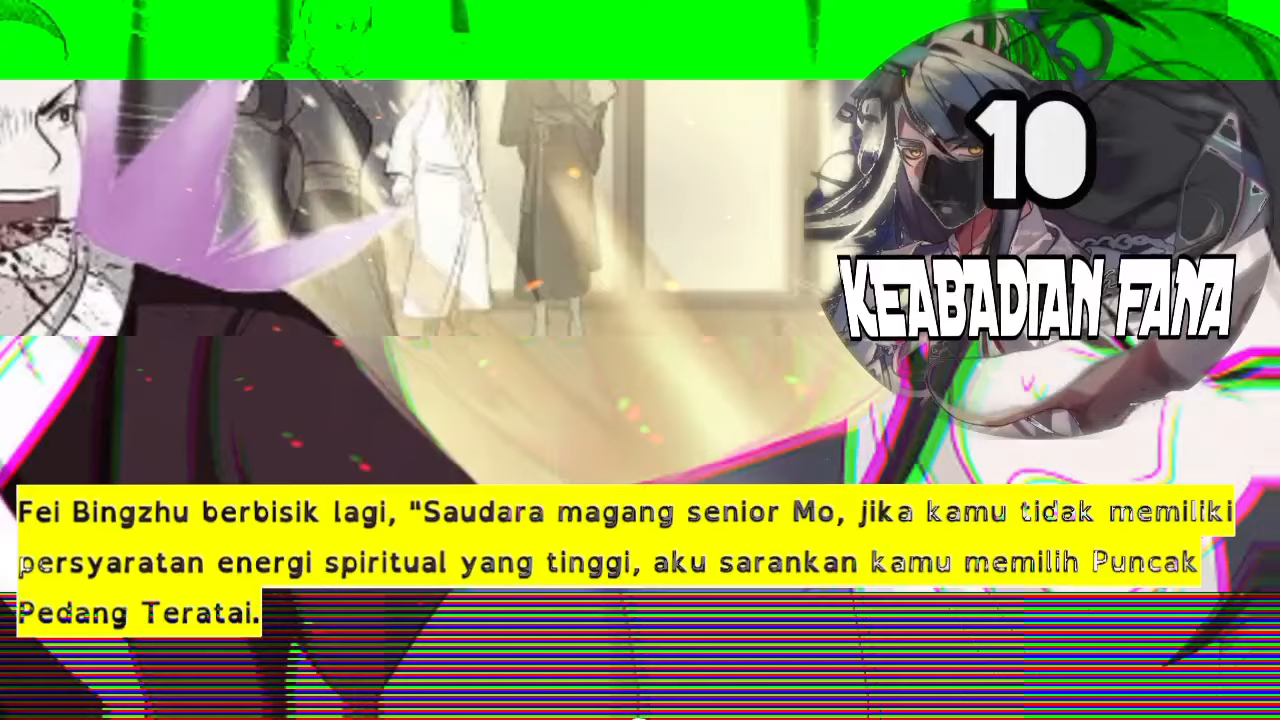 10
KEABADIAN FANA
Fei Bingzhu berbisik lagi, "Saudara magang senior Mo, jika kamu tidak memiliki
persyaratan energi spiritual yang tinggi, aku sarankan kamu memilih Puncak
Pedang Teratai.